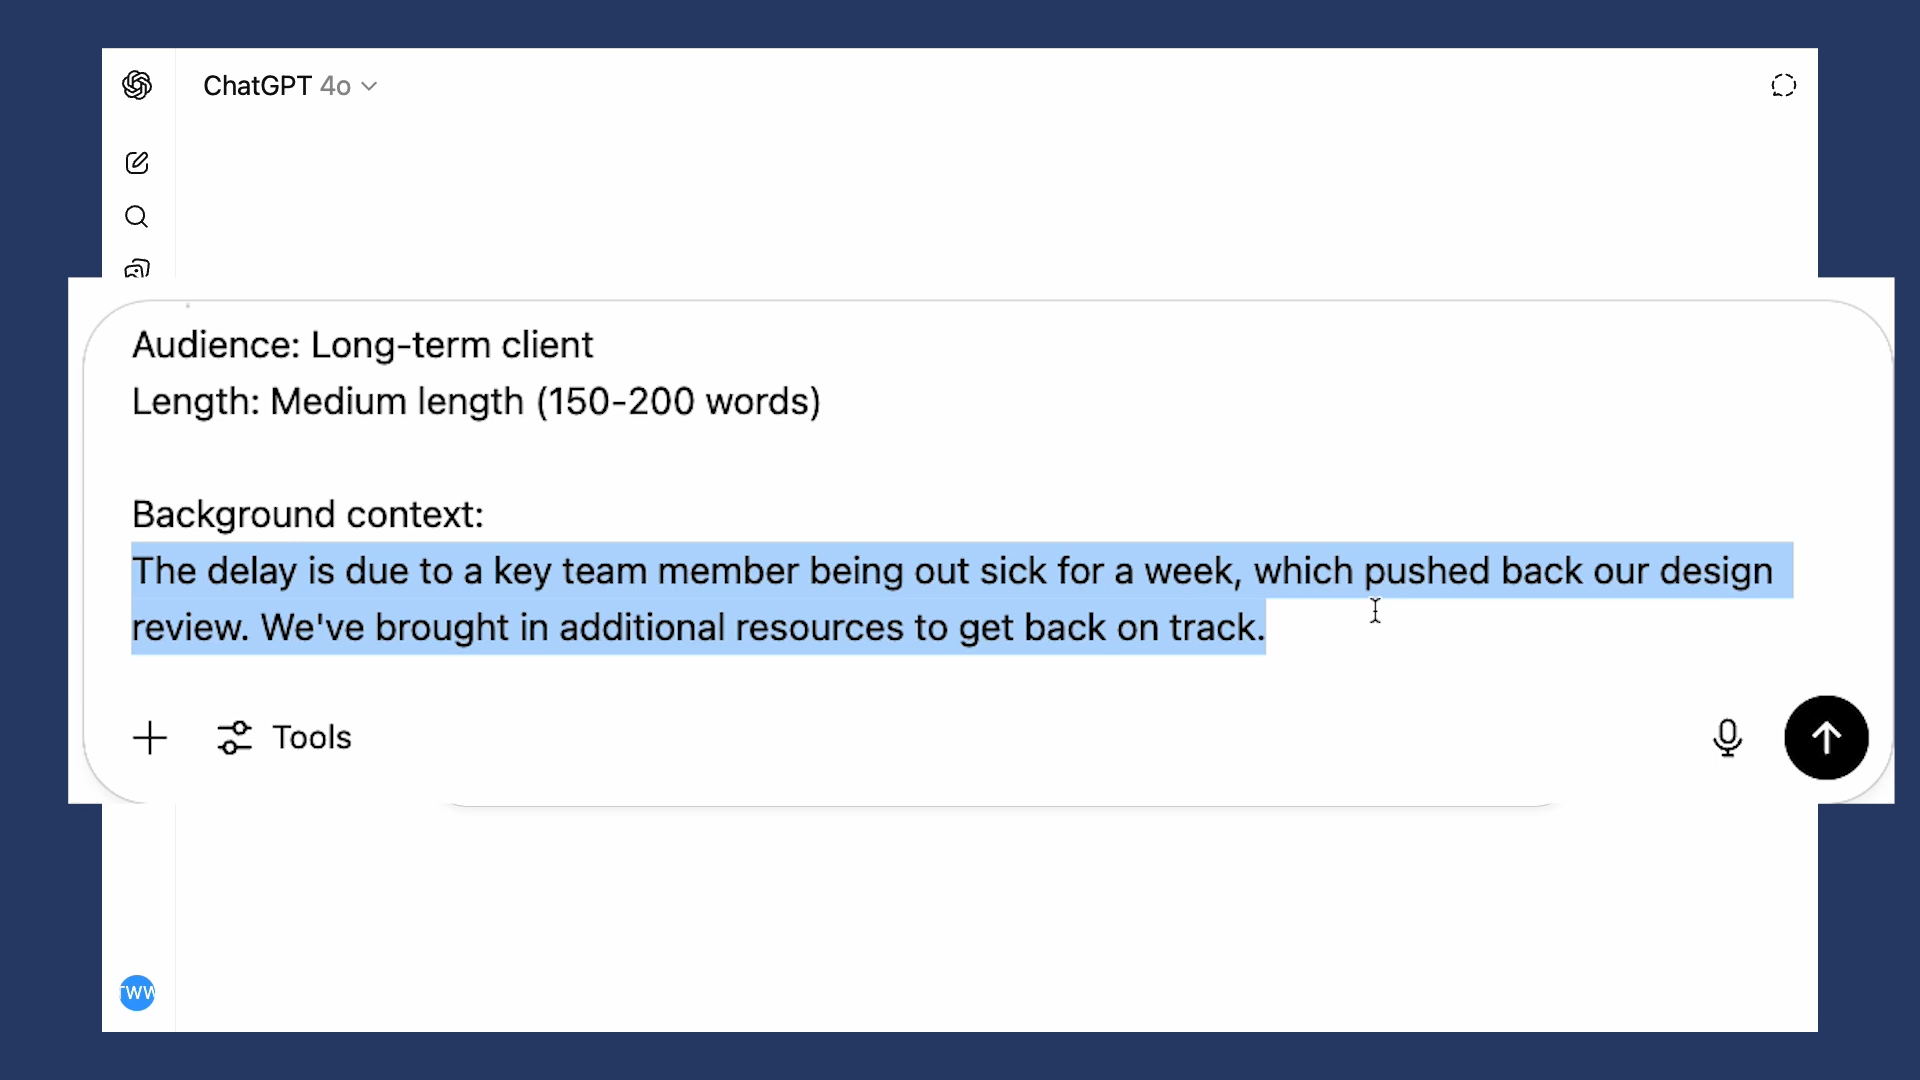 ChatGPT 4o
Audience: Long-term client
Length: Medium length (150-200 words)
Background context:
The delay is due to a key team member being out sick for a week, which pushed back our design
review. We've brought in additional resources to get back on track.
Tools
TWW